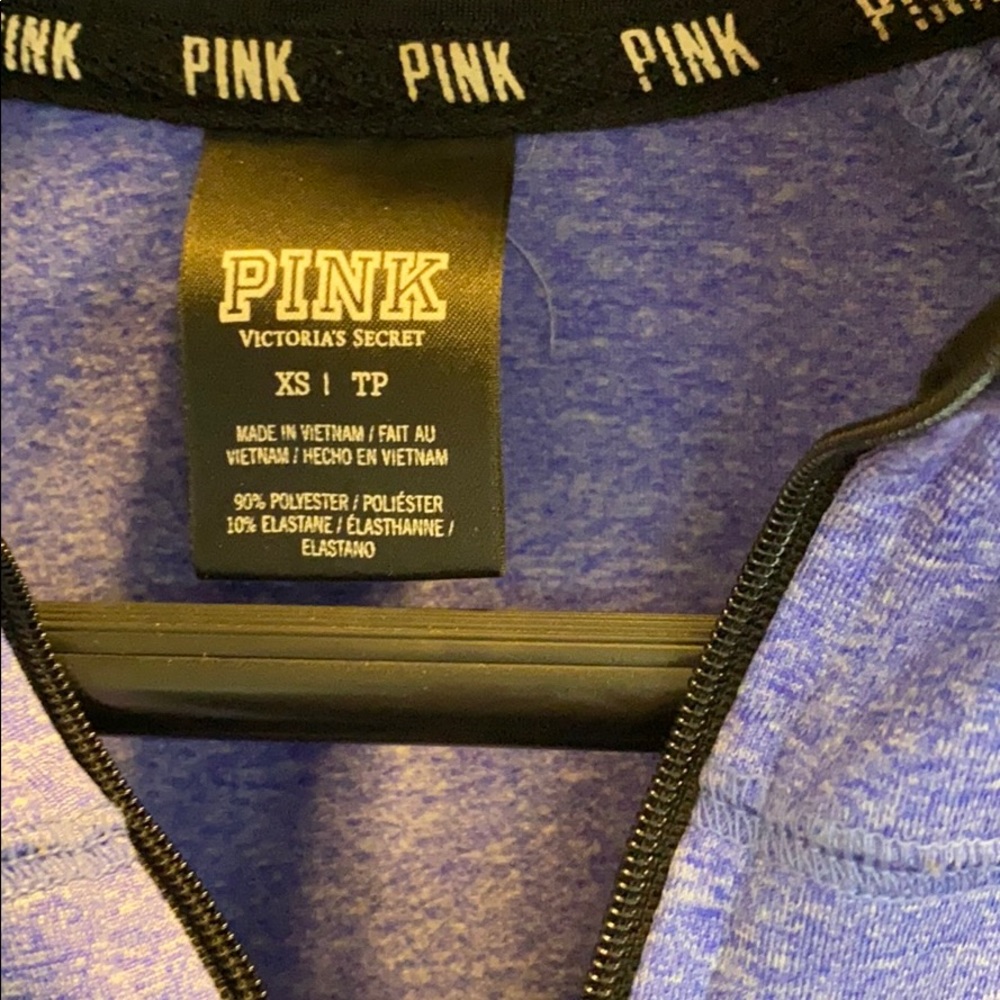 PINK PINK PINK PINK PINK
PINK
VICTORIA'S SECRET
XS | TP
MADE IN VIETNAM / FAIT AU
VIETNAM / HECHO EN VIETNAM
90% POLYESTER / POLIÉSTER
10% ELASTANE / ÉLASTHANNE /
ELASTANO